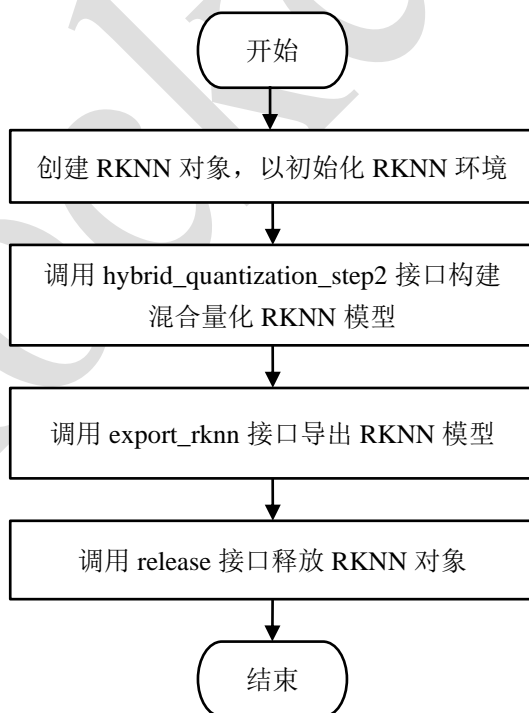 开始
创建 RKNN 对象，以初始化 RKNN 环境
调用 hybrid_quantization_step2 接口构建
混合量化 RKNN 模型
调用 export_rknn 接口导出 RKNN 模型
调用 release 接口释放 RKNN 对象
结束